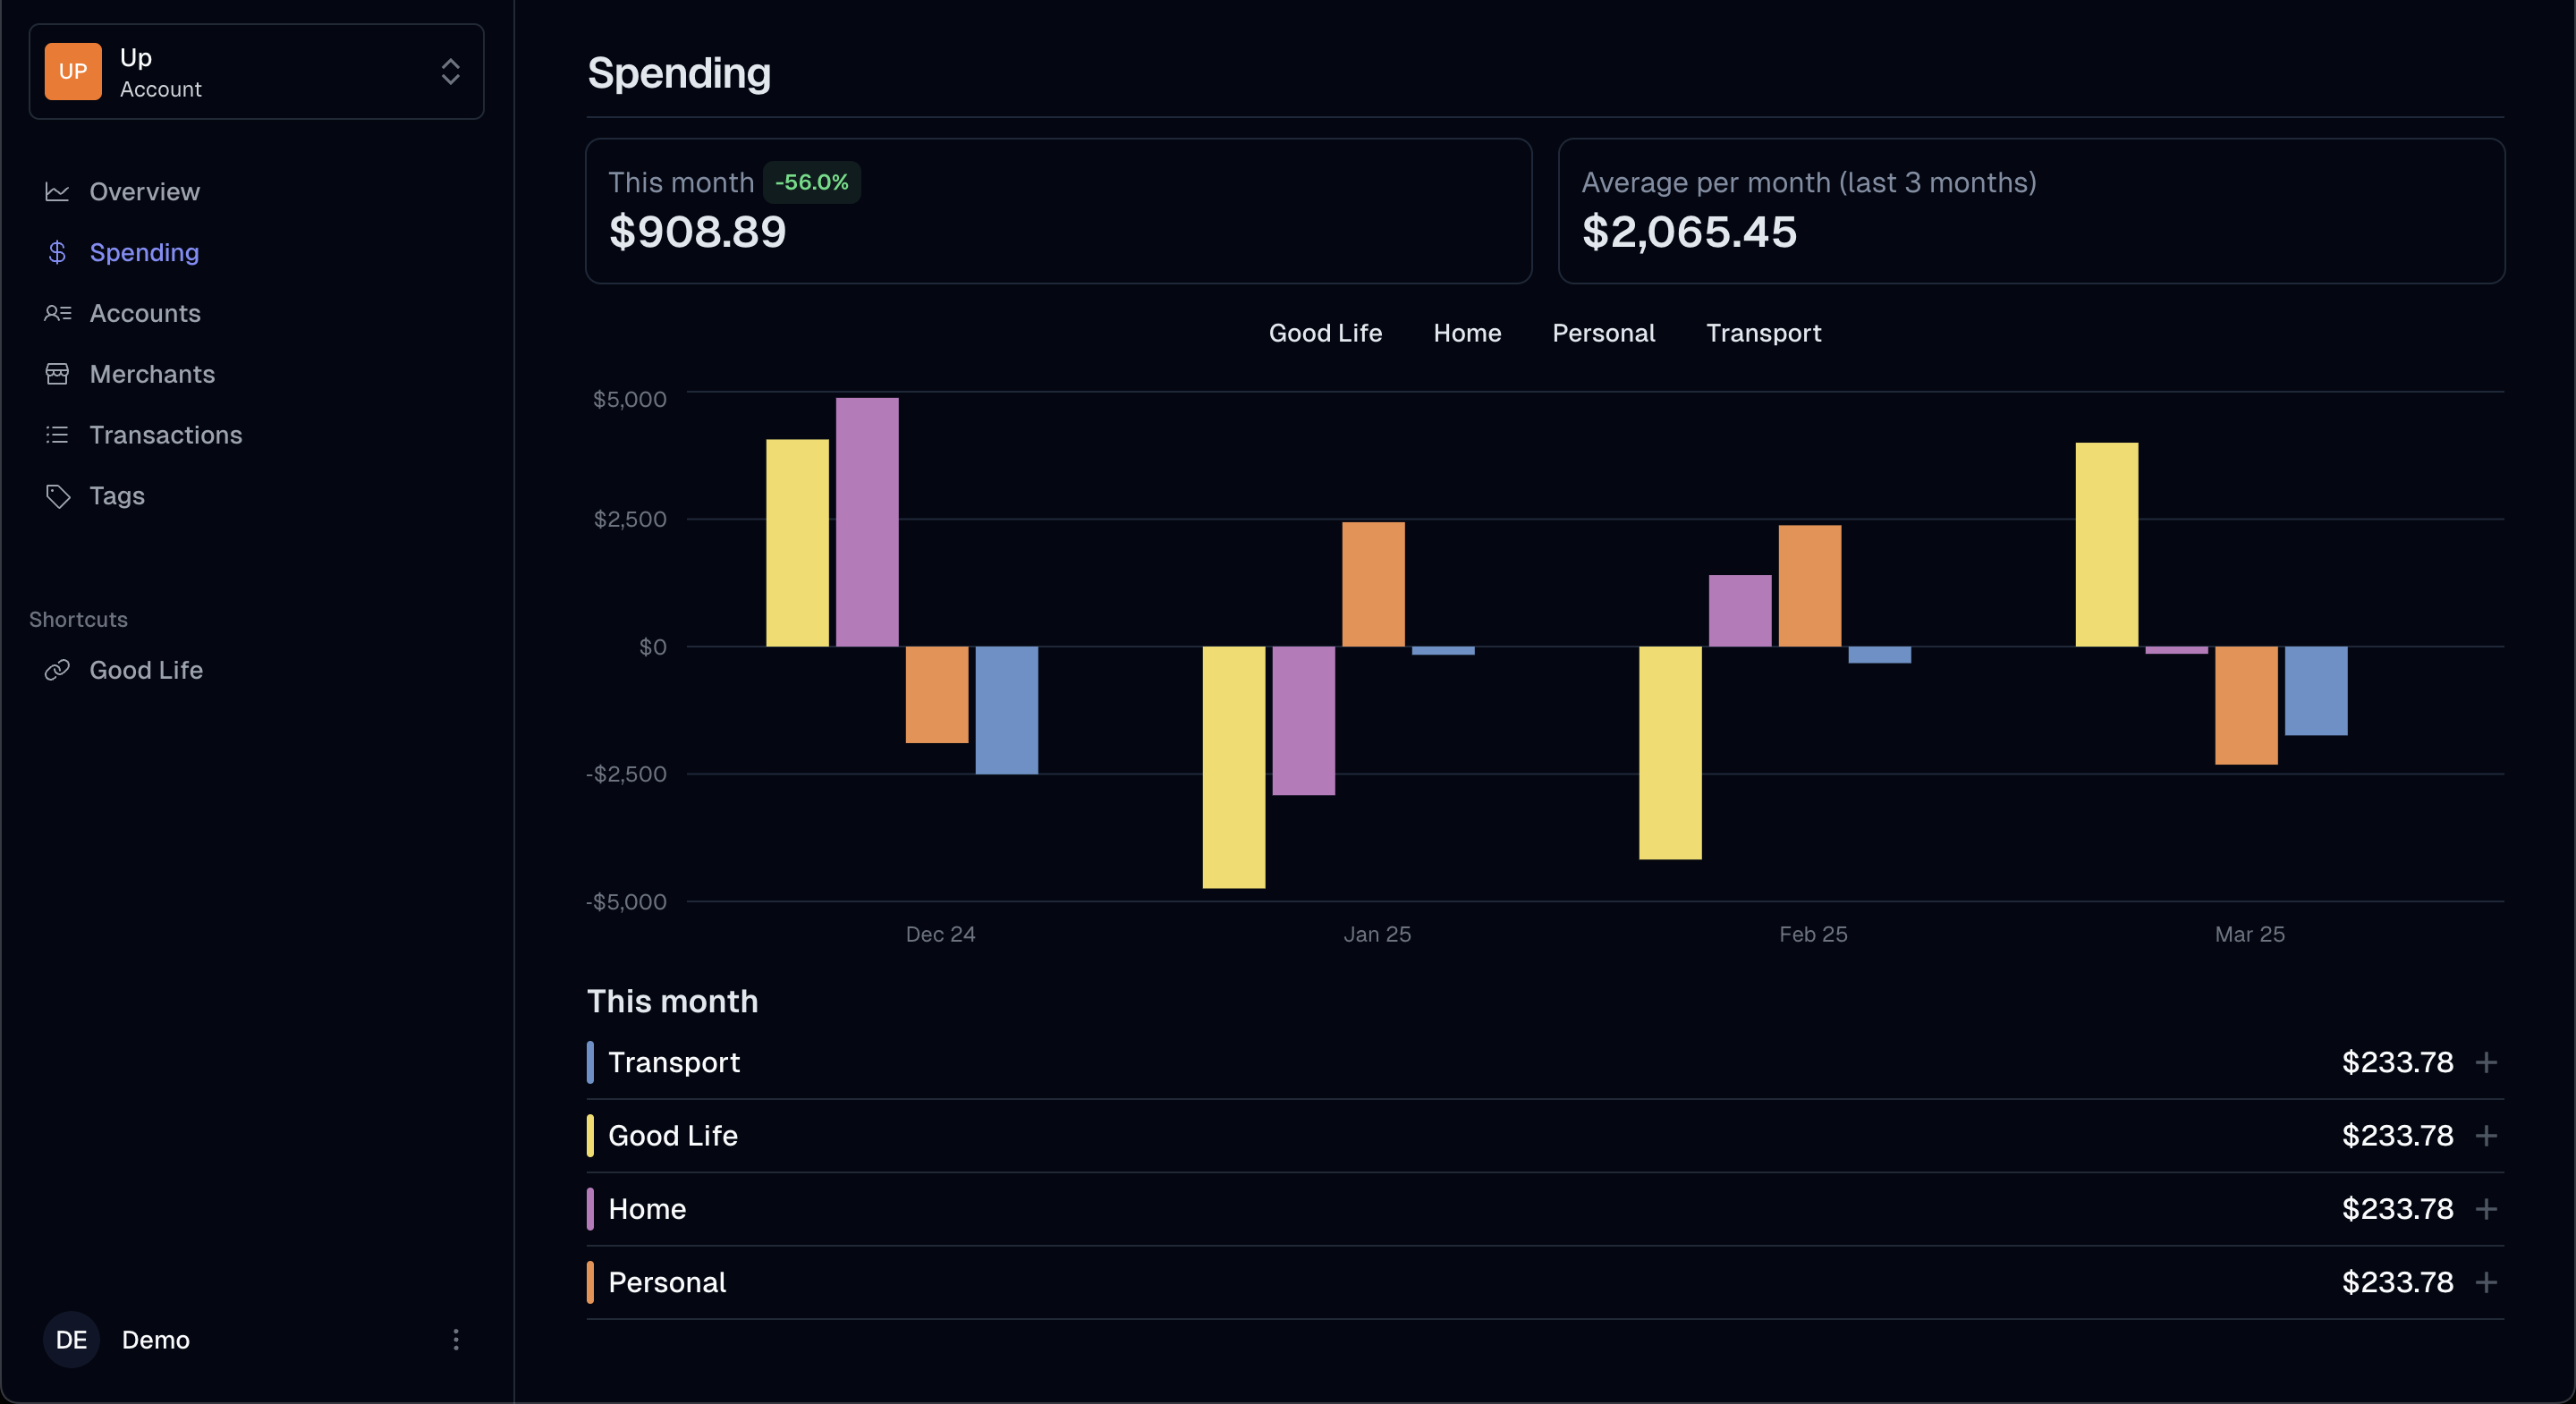 UP
Up
Account
Overview
Spending
Accounts
Merchants
Transactions
Tags
Shortcuts
Good Life
DE
Demo
Spending
This month -56.0%
$908.89
Average per month (last 3 months)
$2,065.45
Good Life Home Personal Transport
$5,000
$2,500
$0
-$2,500
-$5,000
Dec 24 Jan 25 Feb 25 Mar 25
This month
Transport $233.78
Good Life $233.78
Home $233.78
Personal $233.78